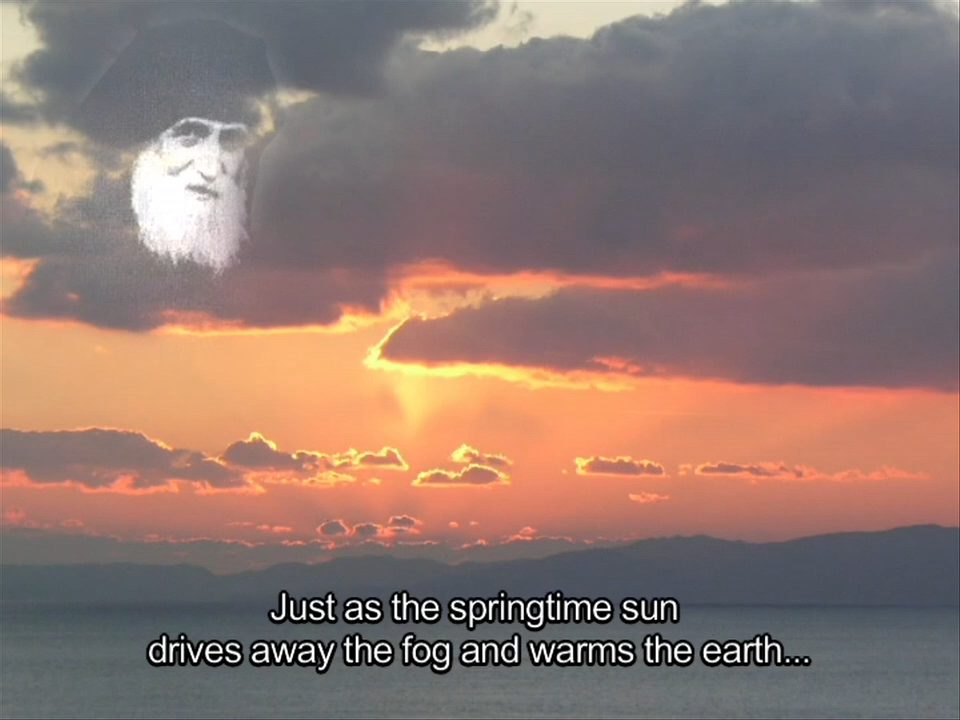 Just as the springtime sun
drives away the fog and warms the earth...